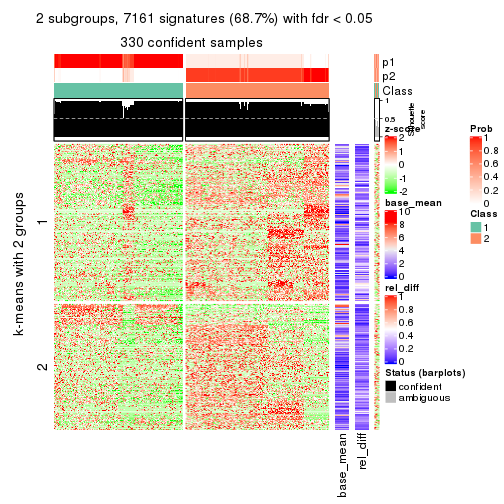 2 subgroups, 7161 signatures (68.7%) with fdr < 0.05
330 confident samples
p1
p2
Class
1
0.5
0
Silhouette
score
k-means with 2 groups
1
2
base_mean
rel_diff
z-score
2
1
0
-1
-2
base_mean
10
8
6
4
2
0
rel_diff
1
0.8
0.6
0.4
0.2
0
Status (barplots)
confident
ambiguous
Prob
1
0.8
0.6
0.4
0.2
0
Class
1
2